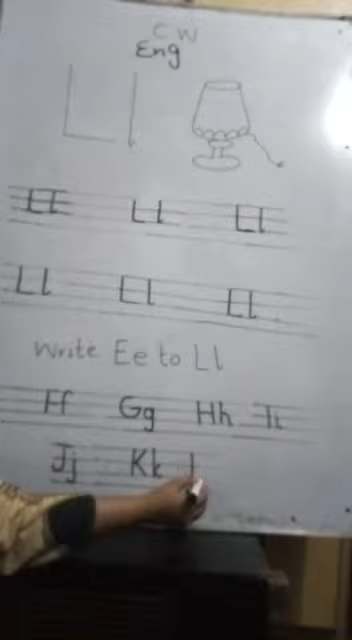 CW
Eng
Ll
Ll Ll
Ll Ll Ll
Write Ee to Ll
Ff Gg Hh Ii
Jj Kk L